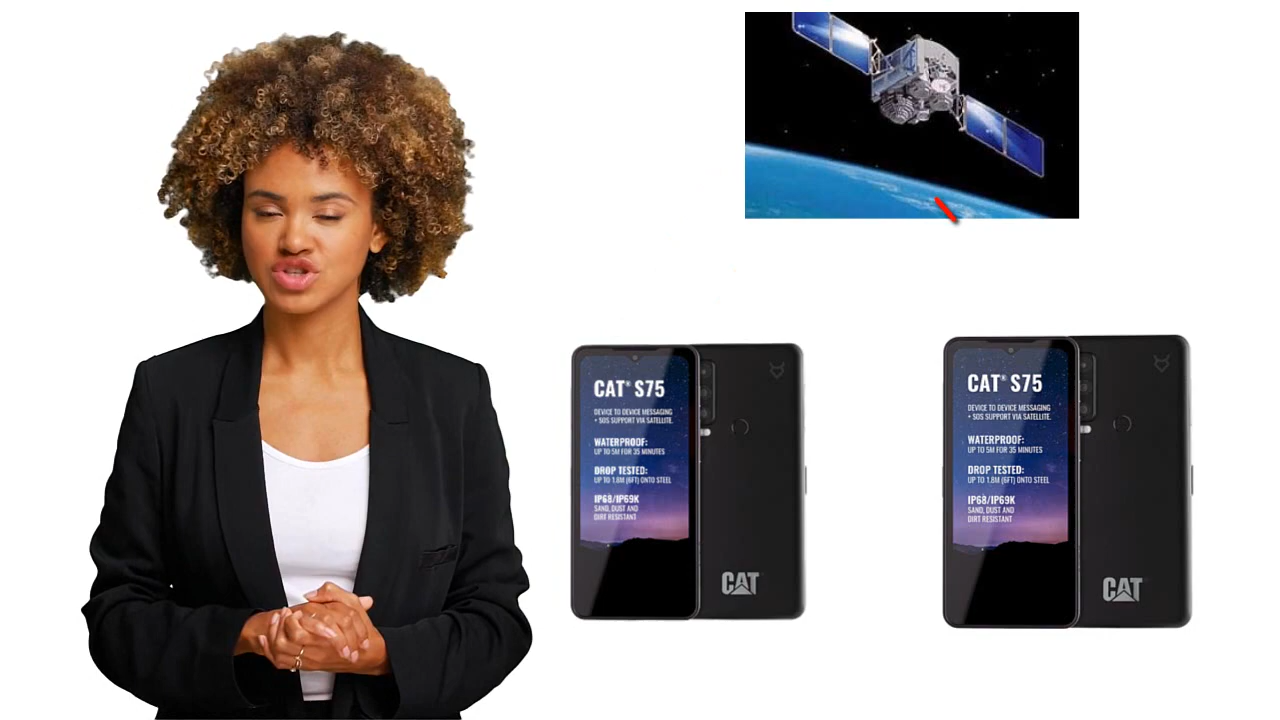 CAT® S75
DEVICE TO DEVICE MESSAGING
+ SOS SUPPORT VIA SATELLITE.
WATERPROOF:
UP TO 5M FOR 35 MINUTES
DROP TESTED:
UP TO 1.8M (6FT) ONTO STEEL
IP68/IP69K
SAND, DUST AND
DIRT RESISTANT
CAT
CAT® S75
DEVICE TO DEVICE MESSAGING
+ SOS SUPPORT VIA SATELLITE.
WATERPROOF:
UP TO 5M FOR 35 MINUTES
DROP TESTED:
UP TO 1.8M (6FT) ONTO STEEL
IP68/IP69K
SAND, DUST AND
DIRT RESISTANT
CAT